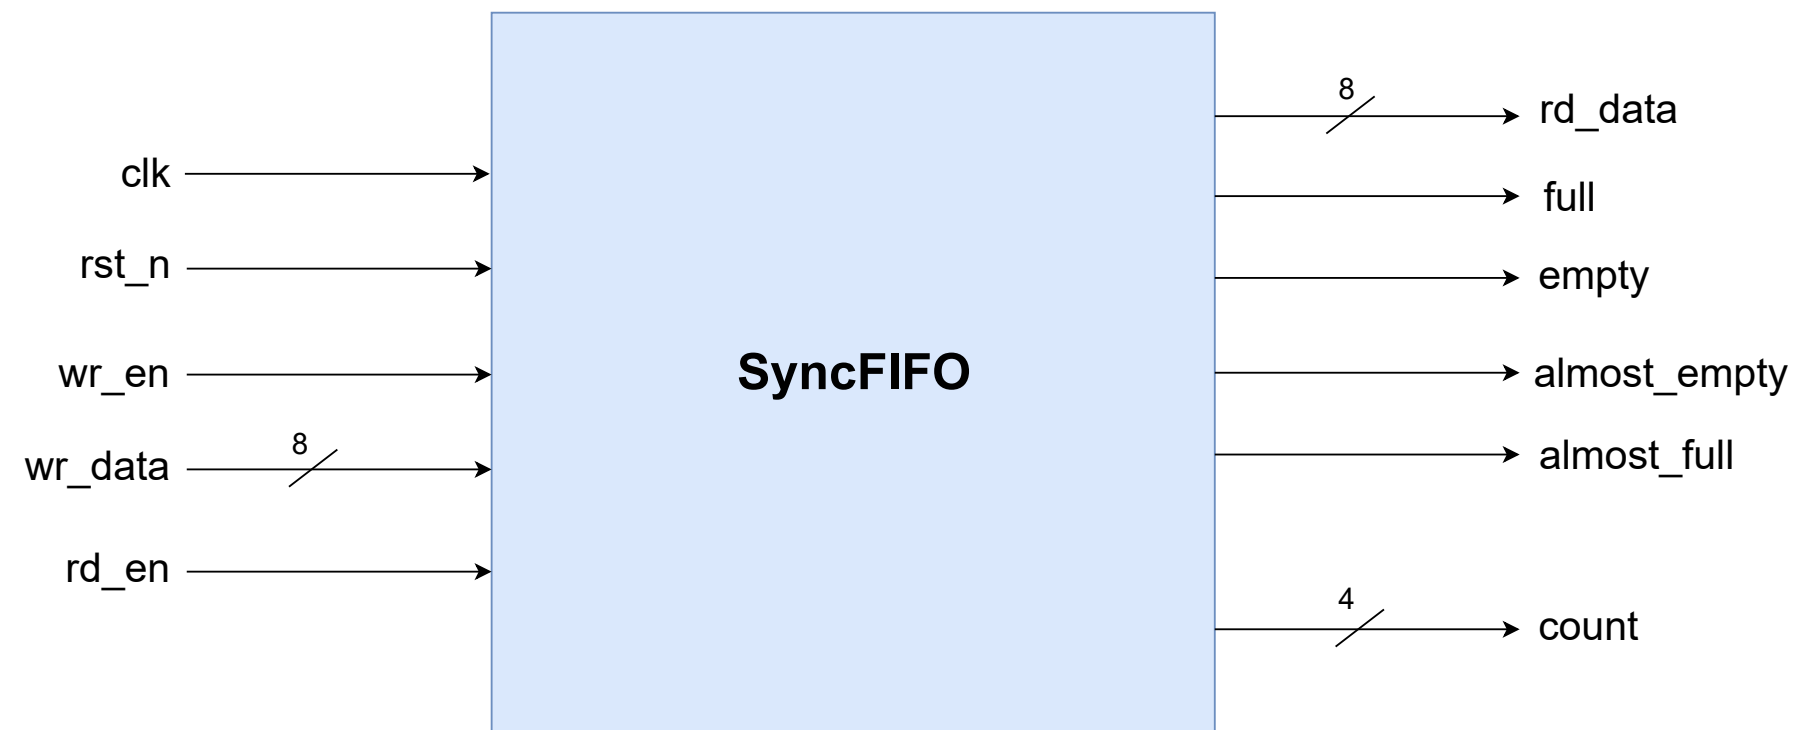 clk
rst_n
wr_en
8
wr_data
rd_en
SyncFIFO
8
rd_data
full
empty
almost_empty
almost_full
4
count